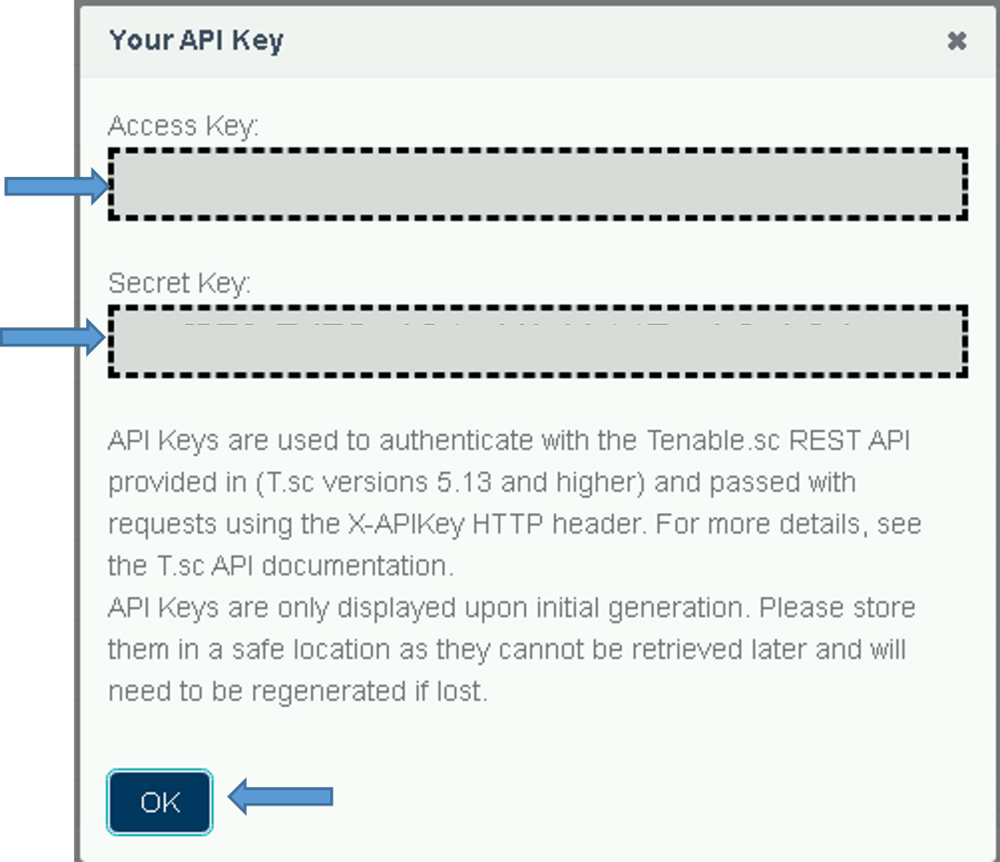 Your API Key
Access Key:
Secret Key:
API Keys are used to authenticate with the Tenable.sc REST API
provided in (T.sc versions 5.13 and higher) and passed with
requests using the X-APIKey HTTP header. For more details, see
the T.sc API documentation.
API Keys are only displayed upon initial generation. Please store
them in a safe location as they cannot be retrieved later and will
need to be regenerated if lost.
OK